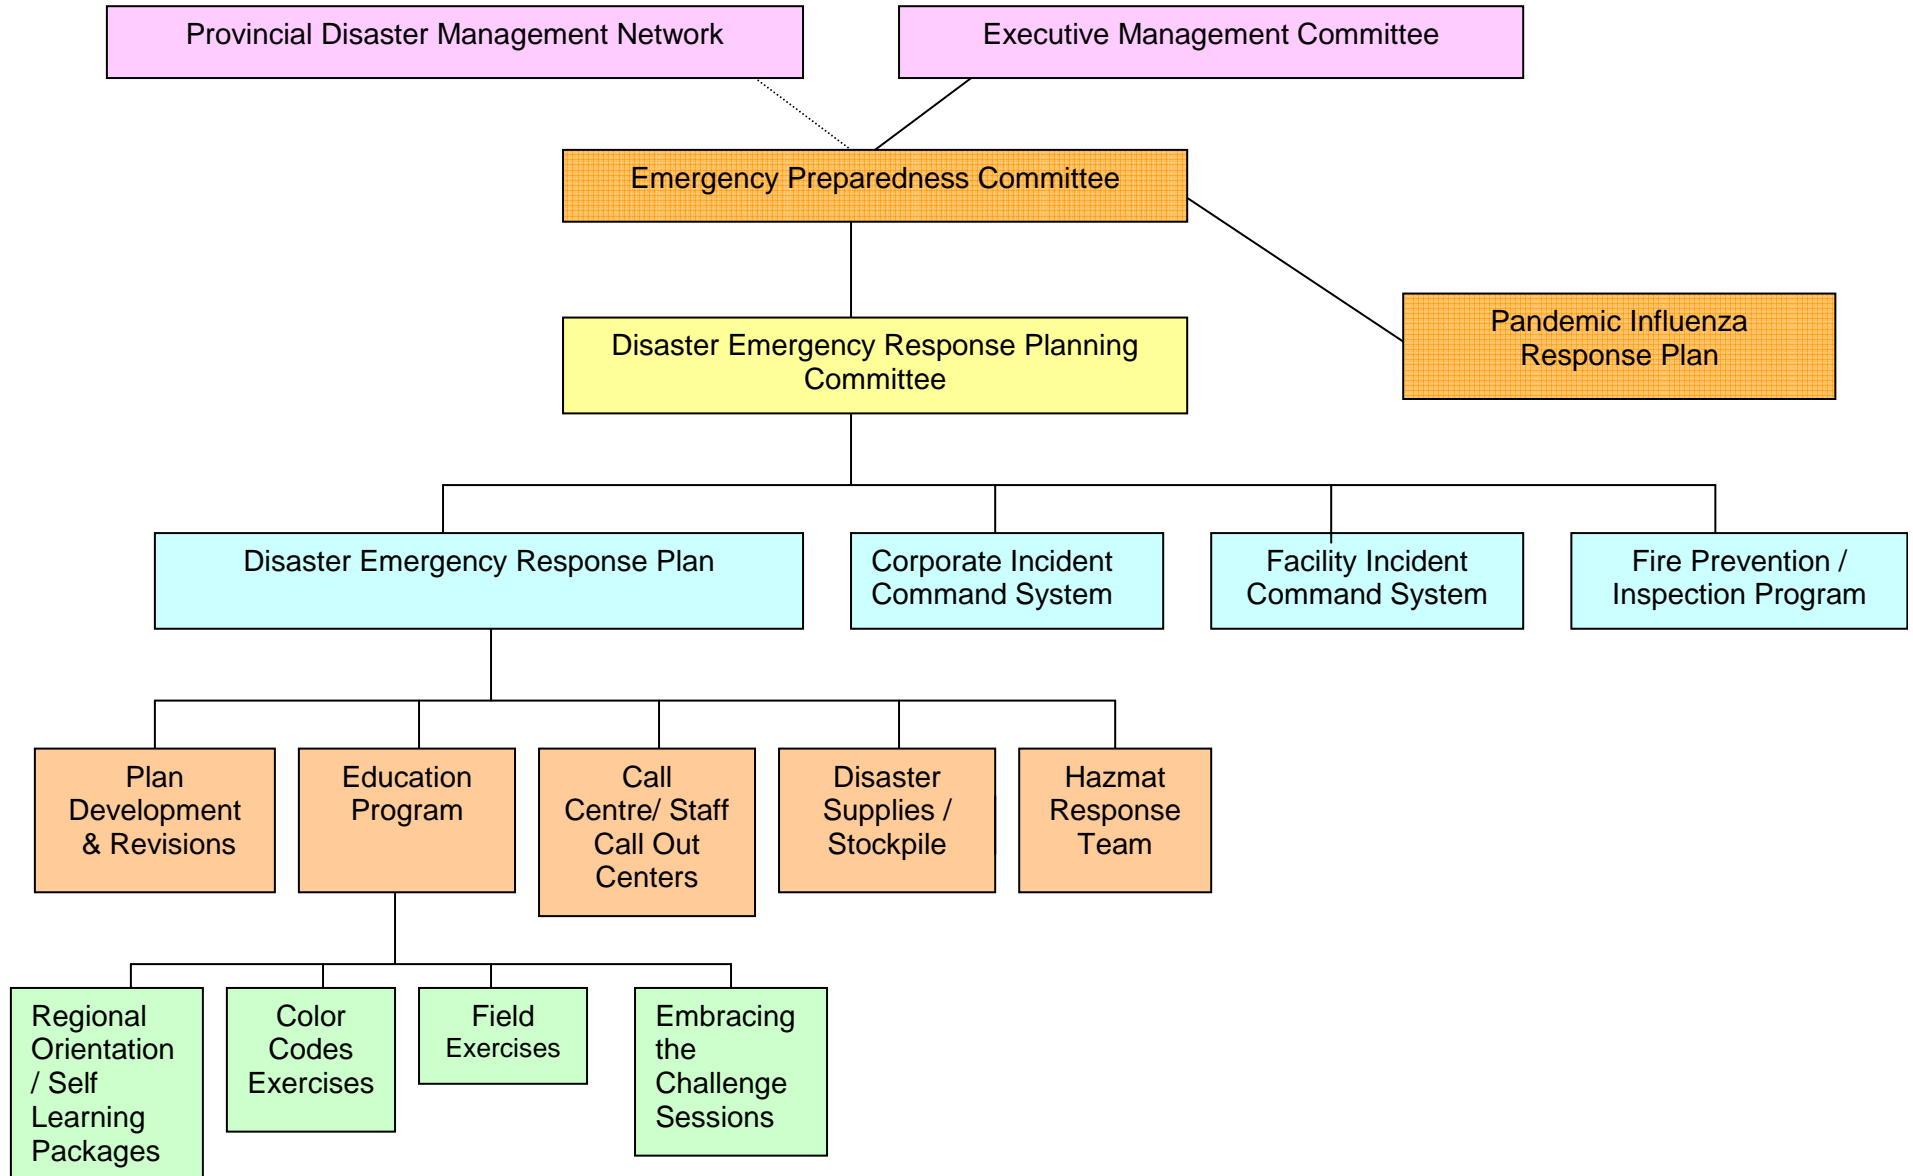 Provincial Disaster Management Network
Executive Management Committee
Emergency Preparedness Committee
Pandemic Influenza
Response Plan
Disaster Emergency Response Planning
Committee
Disaster Emergency Response Plan
Corporate Incident
Command System
Facility Incident
Command System
Fire Prevention /
Inspection Program
Plan
Development
& Revisions
Education
Program
Call
Centre/ Staff
Call Out
Centers
Disaster
Supplies /
Stockpile
Hazmat
Response
Team
Regional
Orientation
/ Self
Learning
Packages
Color
Codes
Exercises
Field
Exercises
Embracing
the
Challenge
Sessions